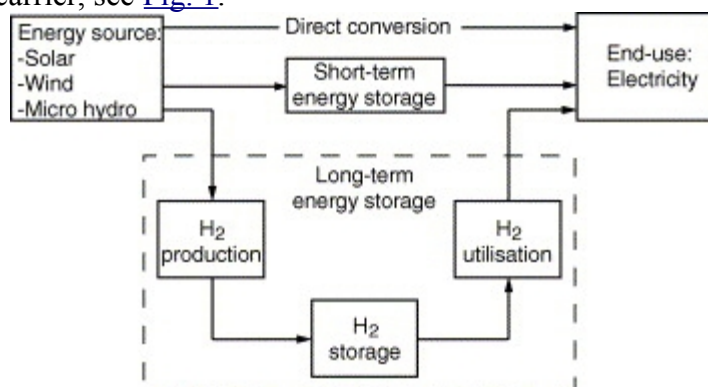 carrier, see Fig. 1.
Energy source:
-Solar
-Wind
-Micro hydro
Direct conversion
Short-term
energy storage
End-use:
Electricity
Long-term
energy storage
H2
production
H2
utilisation
H2
storage